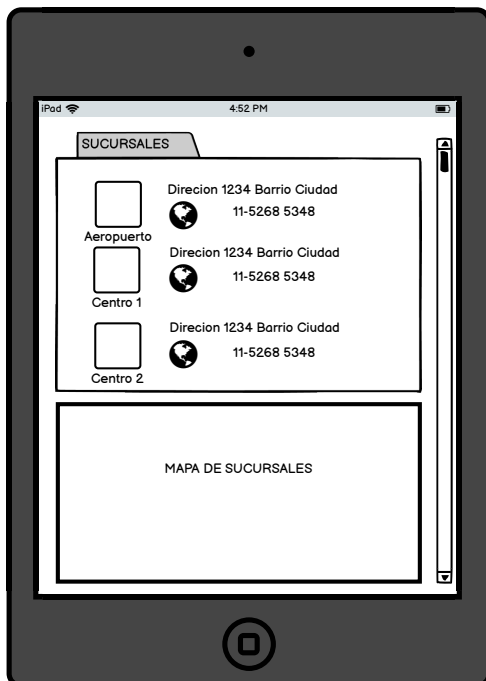 iPad 4:52 PM
SUCURSALES
Direcion 1234 Barrio Ciudad
11-5268 5348
Aeropuerto
Direcion 1234 Barrio Ciudad
11-5268 5348
Centro 1
Direcion 1234 Barrio Ciudad
11-5268 5348
Centro 2
MAPA DE SUCURSALES